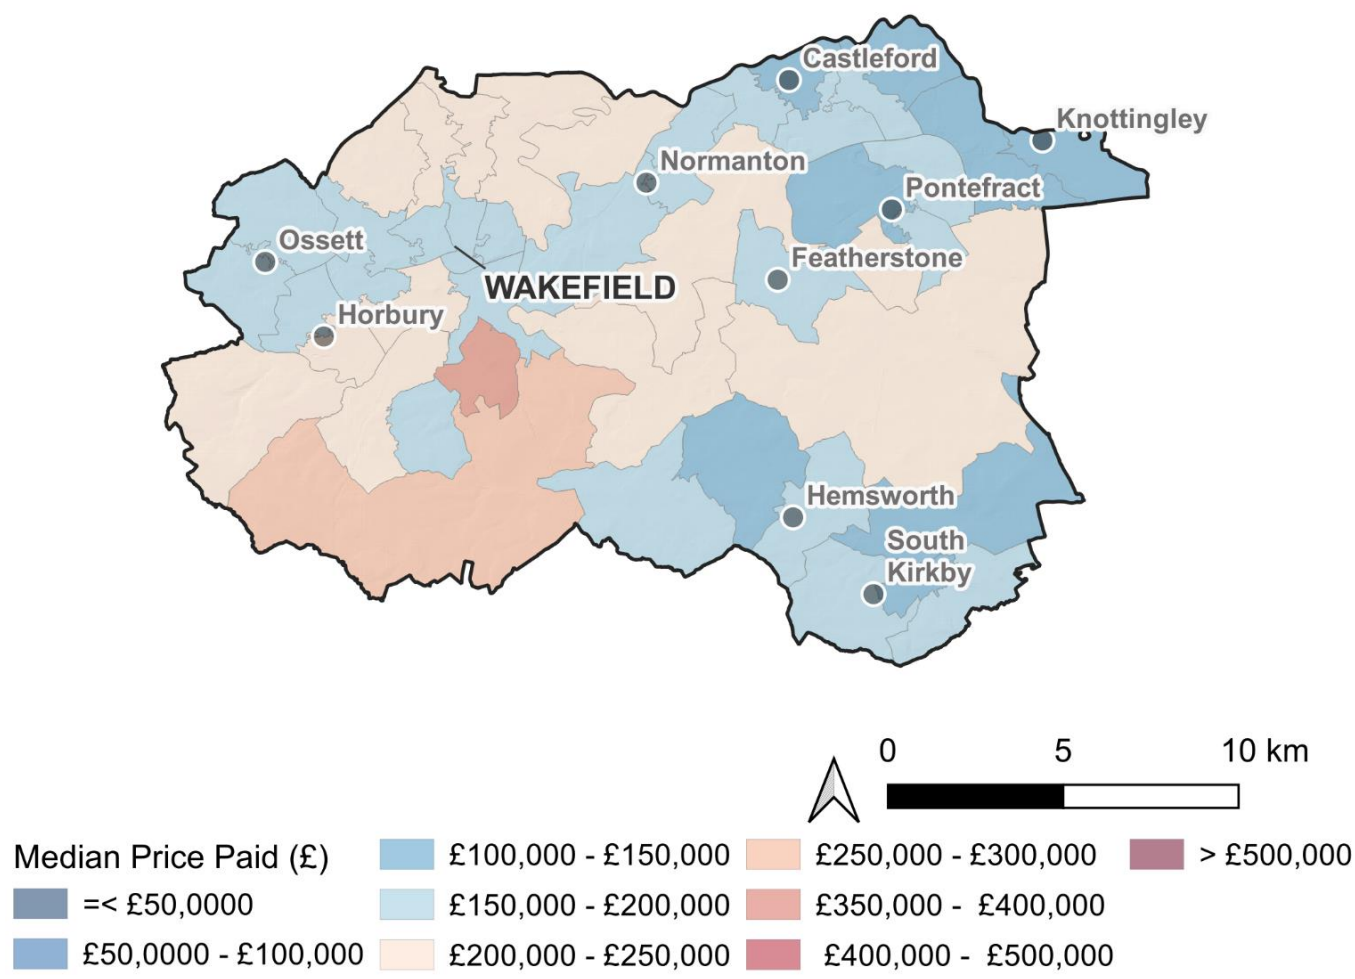 Castleford
Knottingley
Normanton
Pontefract
Ossett
Featherstone
WAKEFIELD
Horbury
Hemsworth
South
Kirkby
0 5 10 km
Median Price Paid (£)
=< £50,0000
£50,0000 - £100,000
£100,000 - £150,000
£150,000 - £200,000
£200,000 - £250,000
£250,000 - £300,000
£350,000 - £400,000
£400,000 - £500,000
> £500,000